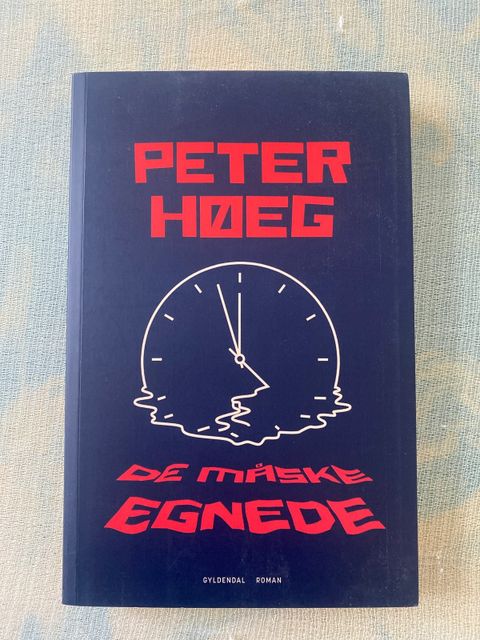 PETER
HØEG
DE MÅSKE
EGNEDE
GYLDENDAL ROMAN